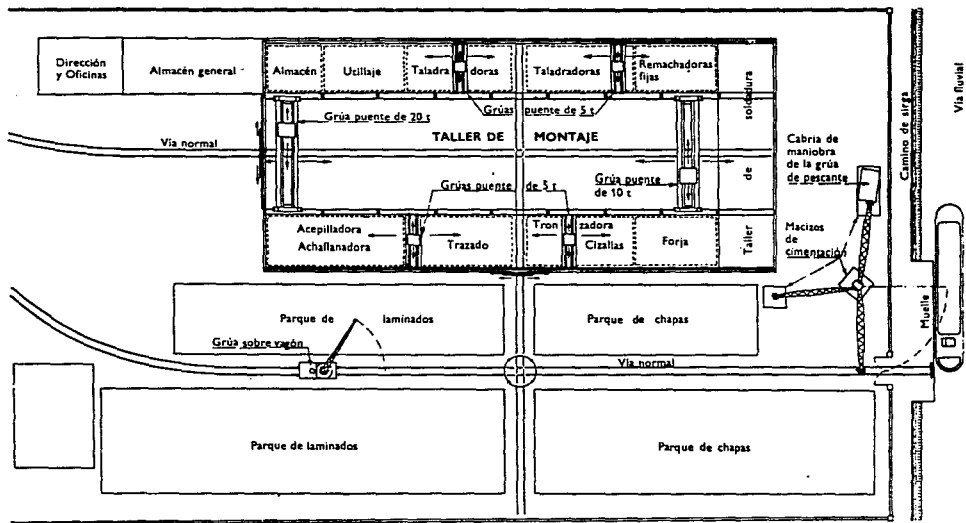 Dirección
y Oficinas
Almacén general
Almacén
Utillaje
Taladra doras
Taladradoras
Remachadoras
fijas
soldadura
de
Taller
Grúas puente de 5 t
Grúa puente de 20 t
TALLER DE MONTAJE
Vía normal
Grúa puente
de 10 t
Grúas puente de 5 t
Acepilladora
Achaflanadora
Trazado
Tron zadora
Cizallas
Forja
Cabria de
maniobra
de la grúa
de pescante
Macizos
de
cimentación
Camino de sirga
Vía fluvial
Muelle
Parque de laminados
Parque de chapas
Grúa sobre vagón
Vía normal
Parque de laminados
Parque de chapas